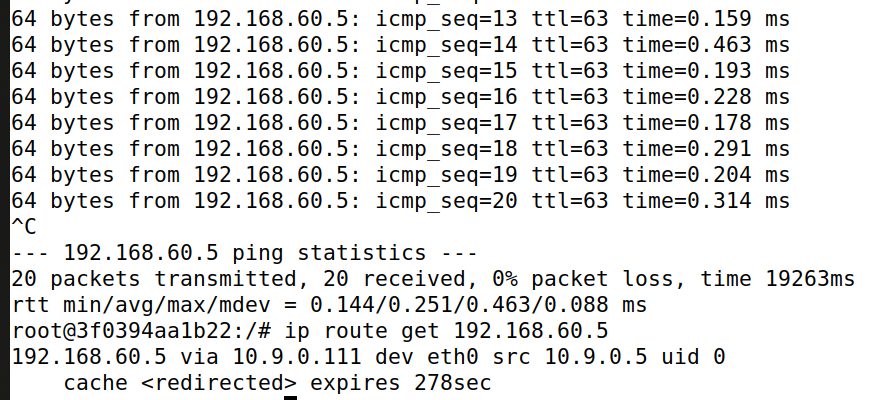 64 bytes from 192.168.60.5: icmp_seq=13 ttl=63 time=0.159 ms
64 bytes from 192.168.60.5: icmp_seq=14 ttl=63 time=0.463 ms
64 bytes from 192.168.60.5: icmp_seq=15 ttl=63 time=0.193 ms
64 bytes from 192.168.60.5: icmp_seq=16 ttl=63 time=0.228 ms
64 bytes from 192.168.60.5: icmp_seq=17 ttl=63 time=0.178 ms
64 bytes from 192.168.60.5: icmp_seq=18 ttl=63 time=0.291 ms
64 bytes from 192.168.60.5: icmp_seq=19 ttl=63 time=0.204 ms
64 bytes from 192.168.60.5: icmp_seq=20 ttl=63 time=0.314 ms
^C
--- 192.168.60.5 ping statistics ---
20 packets transmitted, 20 received, 0% packet loss, time 19263ms
rtt min/avg/max/mdev = 0.144/0.251/0.463/0.088 ms
root@3f0394aa1b22:/# ip route get 192.168.60.5
192.168.60.5 via 10.9.0.111 dev eth0 src 10.9.0.5 uid 0
    cache <redirected> expires 278sec